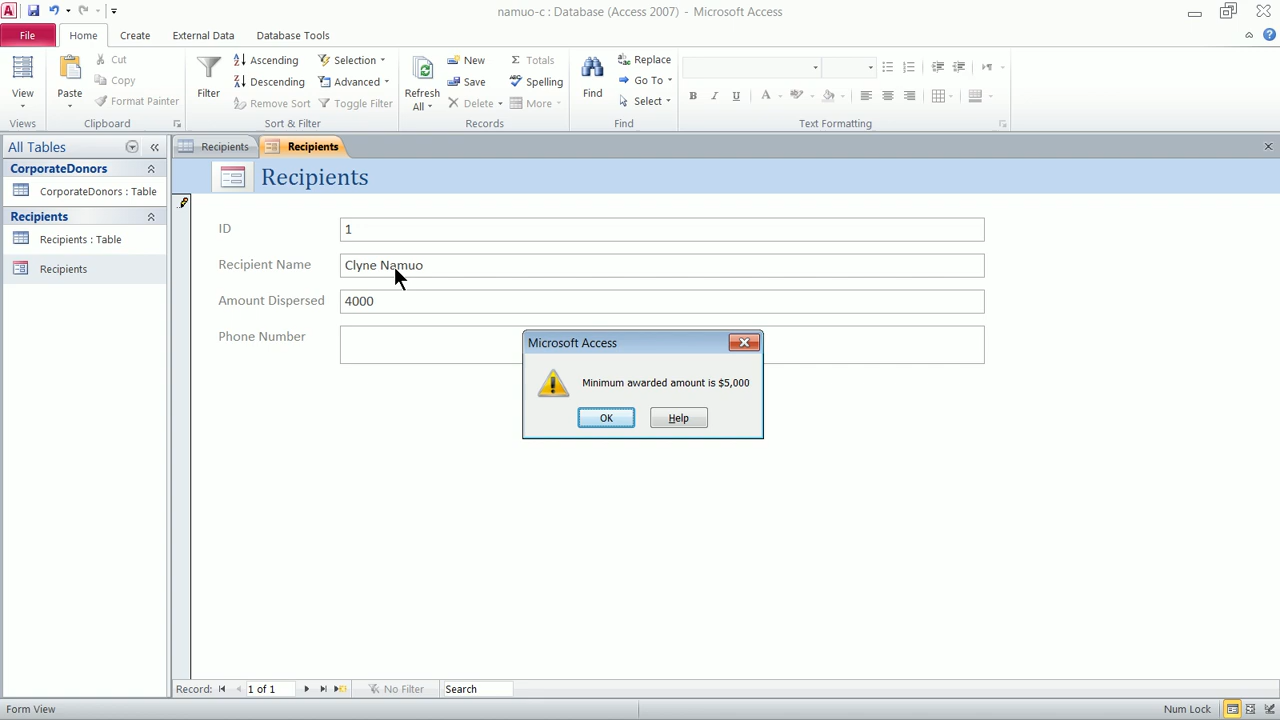 namuo-c : Database (Access 2007) - Microsoft Access
File Home Create External Data Database Tools
View
Views
Paste
Cut
Copy
Format Painter
Clipboard
Filter
Ascending
Descending
Remove Sort
Selection
Advanced
Toggle Filter
Sort & Filter
Refresh
All
New
Save
Delete
Totals
Spelling
More
Records
Find
Replace
Go To
Select
Find
B I U A
Text Formatting
All Tables
CorporateDonors
CorporateDonors : Table
Recipients
Recipients : Table
Recipients
Recipients Recipients
Recipients
ID 1
Recipient Name Clyne Namuo
Amount Dispersed 4000
Phone Number
Microsoft Access
Minimum awarded amount is $5,000
OK Help
Record: 1 of 1 No Filter Search
Form View Num Lock